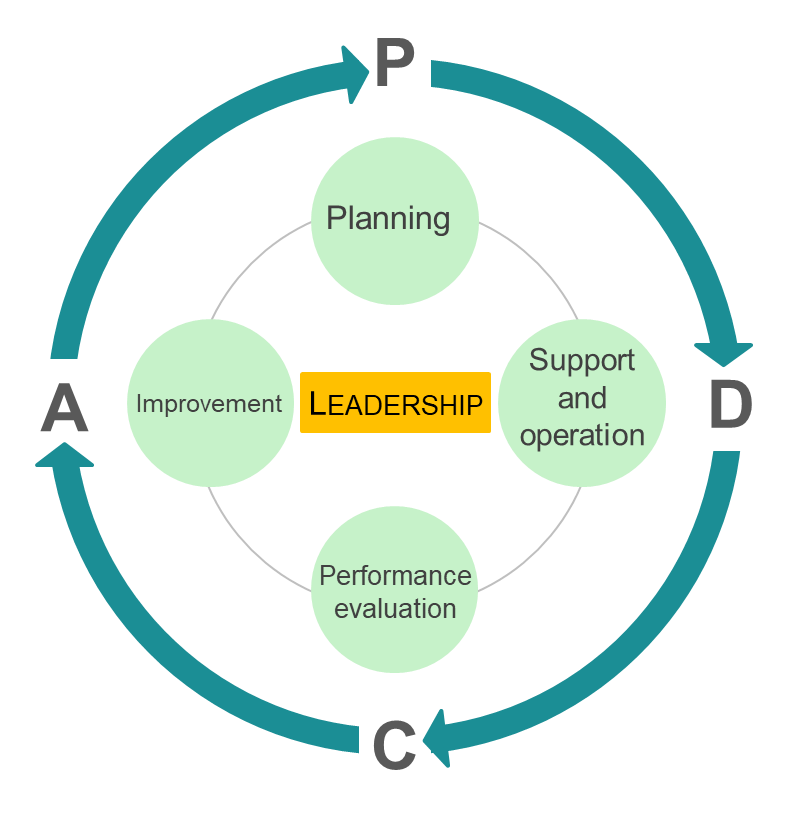 P
Planning
Support
and
operation
D
A
Improvement
LEADERSHIP
Performance
evaluation
C